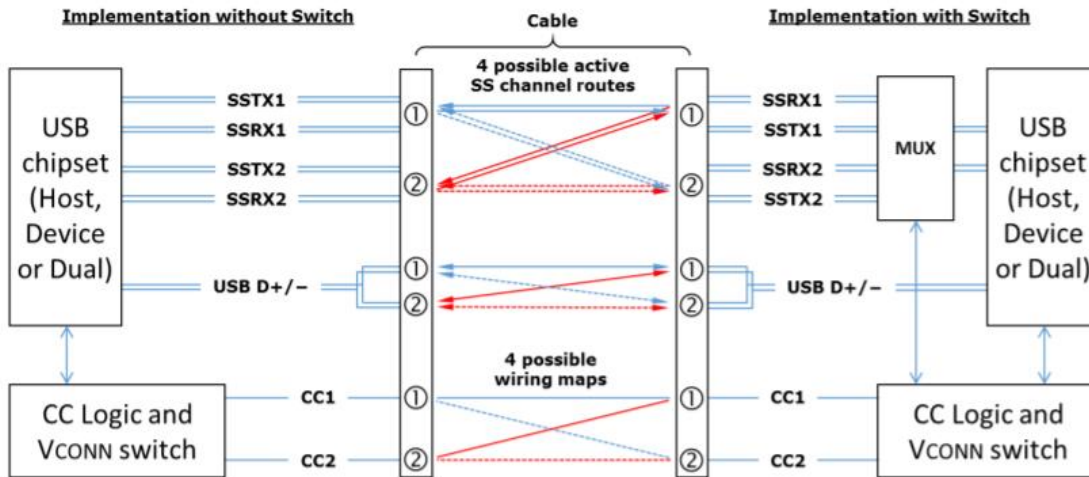 Implementation without Switch
Implementation with Switch
Cable
4 possible active
SS channel routes
USB
chipset
(Host,
Device
or Dual)
SSTX1
SSRX1
SSTX2
SSRX2
USB D+/−
①
②
①
②
①
②
①
②
SSRX1
SSTX1
SSRX2
SSTX2
USB D+/−
MUX
USB
chipset
(Host,
Device
or Dual)
4 possible
wiring maps
CC Logic and
VCONN switch
CC1
CC2
①
②
①
②
CC1
CC2
CC Logic and
VCONN switch